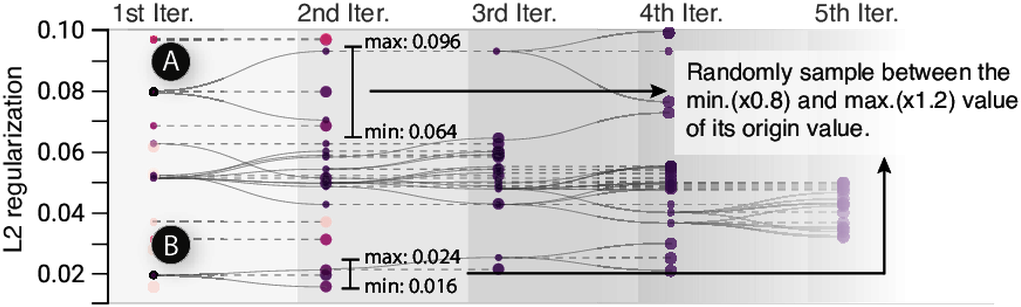 1st Iter. 2nd Iter. 3rd Iter. 4th Iter. 5th Iter.
L2 regularization
0.10
0.08
0.06
0.04
0.02
A
B
max: 0.096
min: 0.064
max: 0.024
min: 0.016
Randomly sample between the
min.(x0.8) and max.(x1.2) value
of its origin value.